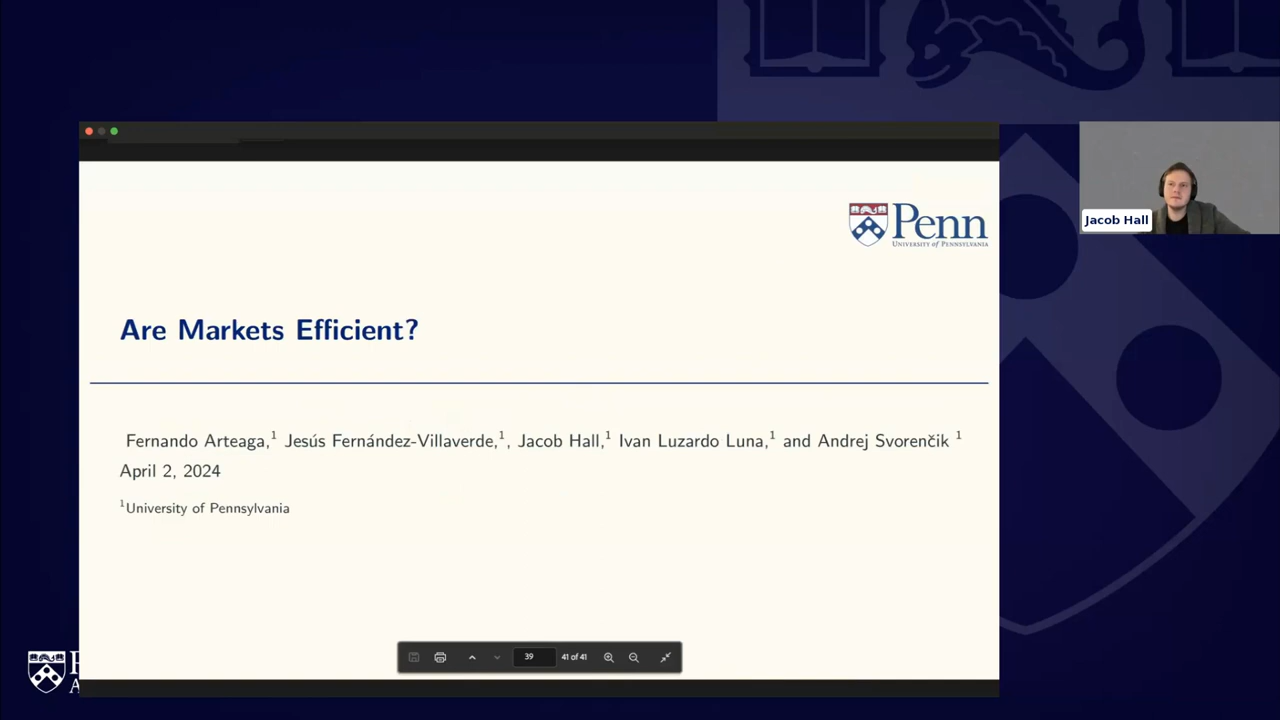 Penn
UNIVERSITY of PENNSYLVANIA
Jacob Hall
Are Markets Efficient?
Fernando Arteaga,1 Jesús Fernández-Villaverde,1, Jacob Hall,1 Ivan Luzardo Luna,1 and Andrej Svorenčik 1
April 2, 2024
1University of Pennsylvania
39 41 of 41